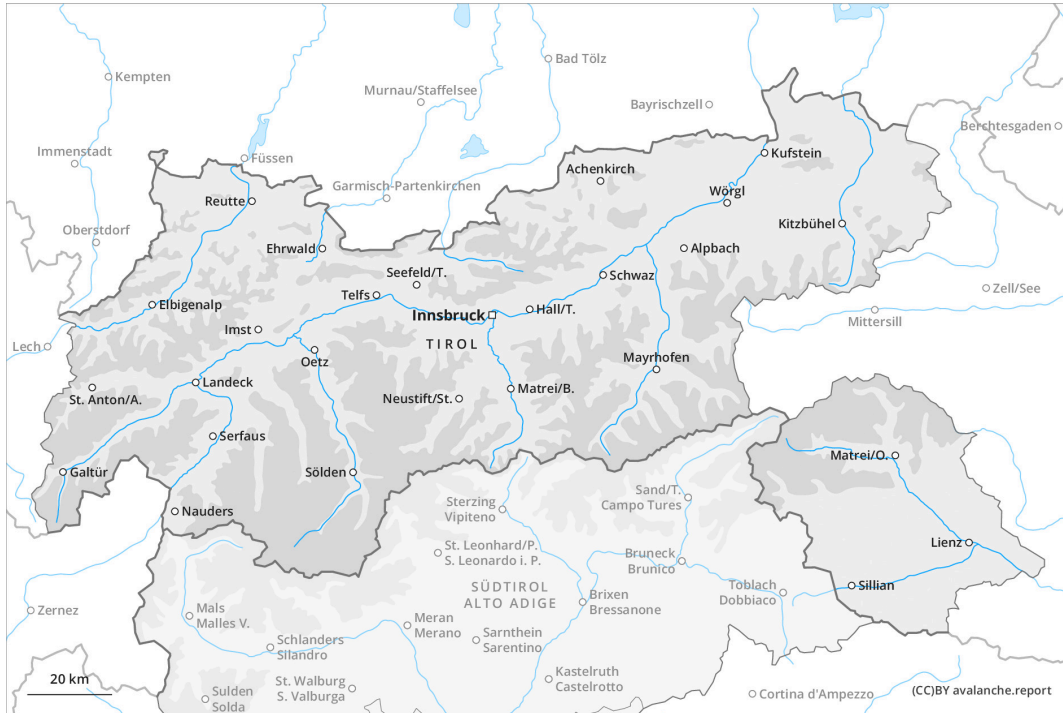 Kempten
Bad Tölz
Murnau/Staffelsee
Bayrischzell
Berchtesgaden
Immenstadt
Füssen
Kufstein
Achenkirch
Garmisch-Partenkirchen
Reutte
Wörgl
Oberstdorf
Kitzbühel
Ehrwald
Alpbach
Seefeld/T.
Schwaz
Zell/See
Telfs
Elbigenalp
Hall/T.
Innsbruck
Mittersill
Imst
Lech
TIROL
Mayrhofen
Oetz
Landeck
Matrei/B.
St. Anton/A.
Neustift/St.
Serfaus
Matrei/O.
Galtür
Sölden
Sand/T.
Campo Tures
Sterzing
Vipiteno
Nauders
Lienz
St. Leonhard/P.
S. Leonardo i. P.
Bruneck
Brunico
Sillian
Toblach
Dobbiaco
SÜDTIROL
ALTO ADIGE
Brixen
Bressanone
Zernez
Mals
Malles V.
Meran
Merano
Sarnthein
Sarentino
Schlanders
Silandro
Kastelruth
Castelrotto
20 km
St. Walburg
S. Valburga
Sulden
Solda
Cortina d'Ampezzo
(CC)BY avalanche.report